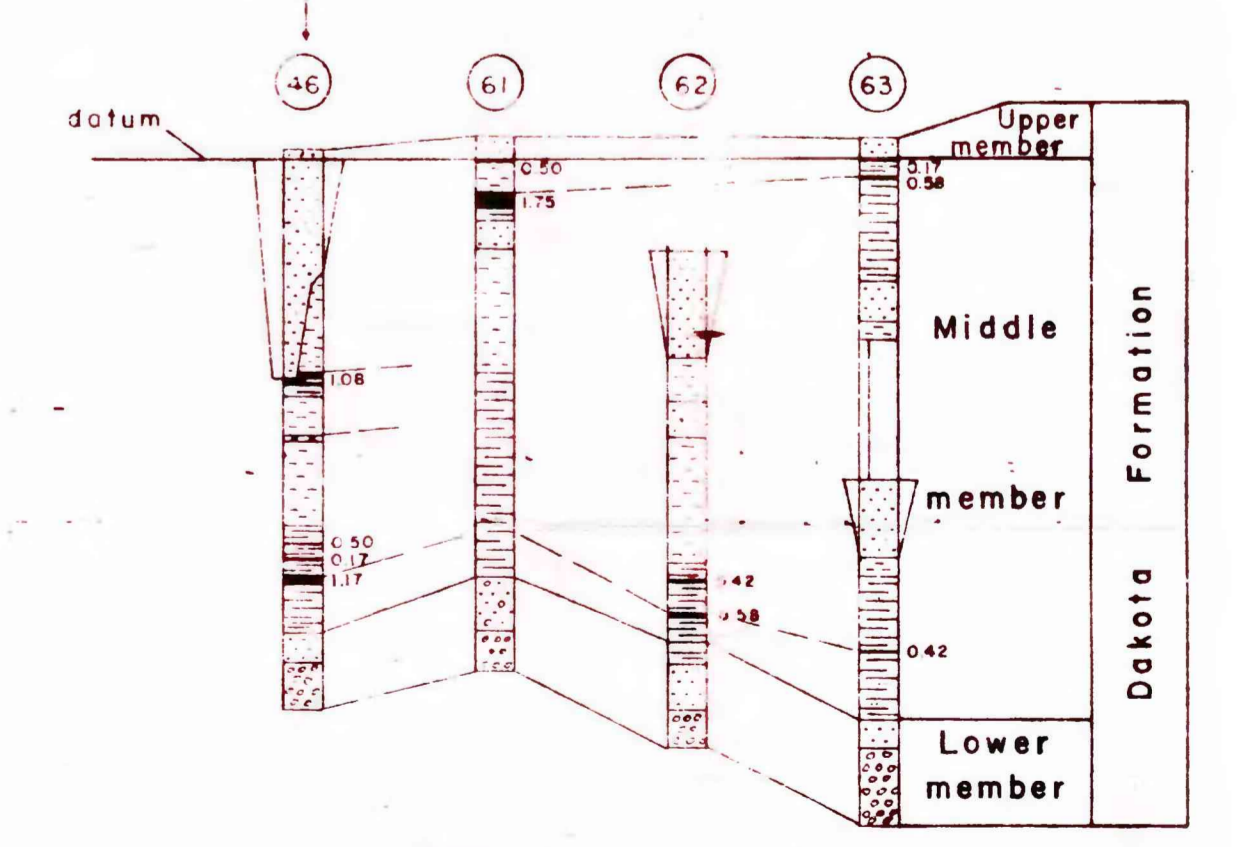 46 61 62 63
datum
Upper
member
0.50
0.17
0.58
1.75
Middle
1.08
member
0.50
0.17
1.17
.42
0.58
0.42
Lower
member
Dakota Formation